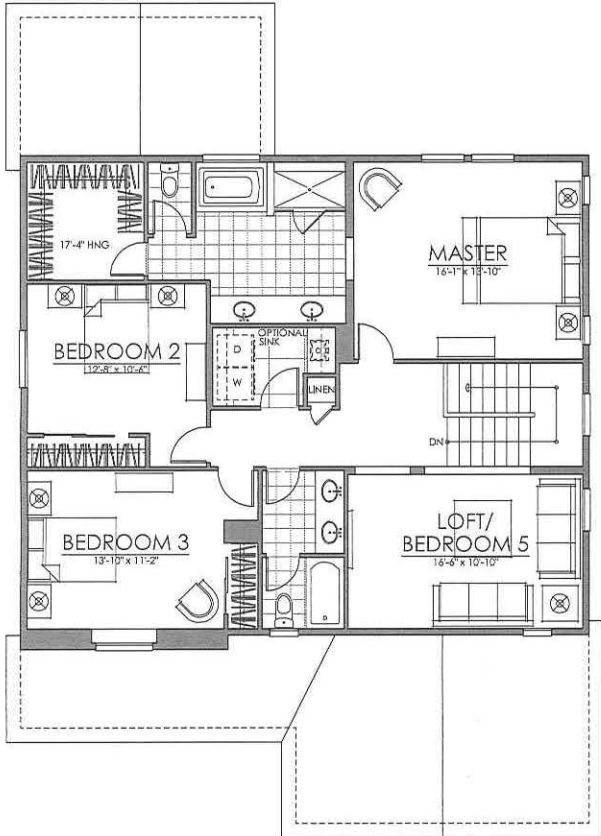 17'-4" HNG
MASTER
16'-1" x 13'-10"
BEDROOM 2
12'-8" x 10'-6"
D
W
OPTIONAL
SINK
LINEN
DN
BEDROOM 3
13'-10" x 11'-2"
LOFT/
BEDROOM 5
16'-6" x 10'-10"